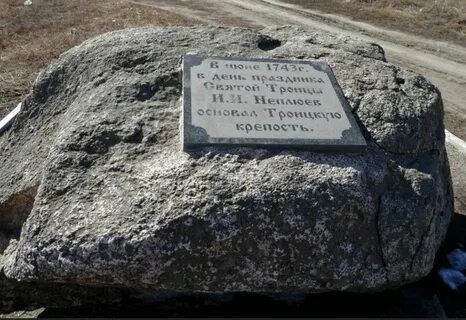 В июне 1743г.
в день праздника
Святой Троицы
И.И. Неплюев
основал Троицкую
крепость.